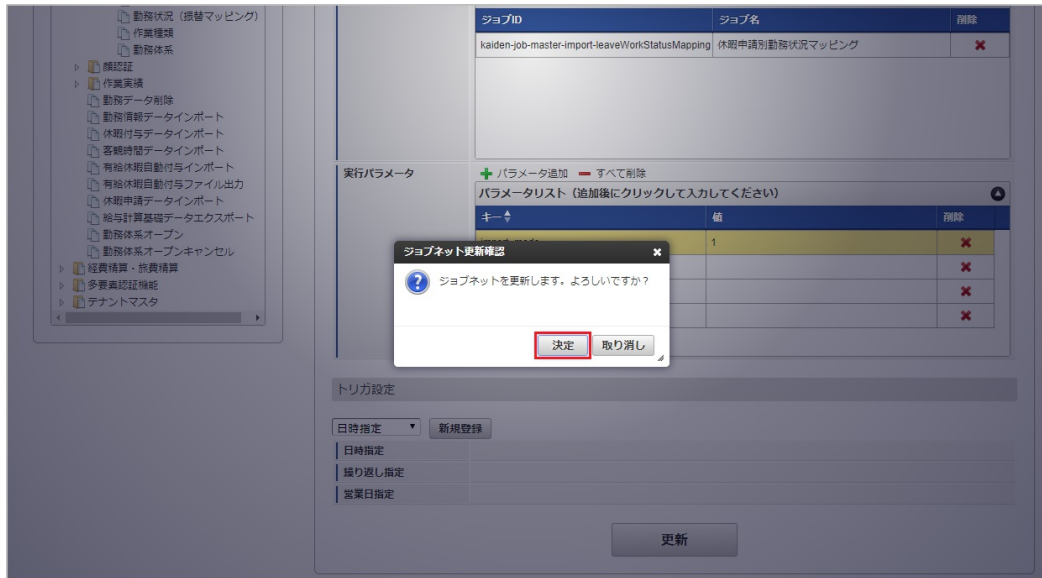 勤務状況（振替マッピング）
作業種類
勤務体系
顔認証
作業実績
勤務データ削除
勤務情報データインポート
休暇付与データインポート
客観時間データインポート
有給休暇自動付与インポート
有給休暇自動付与ファイル出力
休暇申請データインポート
給与計算基礎データエクスポート
勤務体系オープン
勤務体系オープンキャンセル
経費精算・旅費精算
多要素認証機能
テナントマスタ
ジョブID ジョブ名 削除
kaiden-job-master-import-leaveWorkStatusMapping 休暇申請別勤務状況マッピング
実行パラメータ パラメータ追加 すべて削除
パラメータリスト（追加後にクリックして入力してください）
キー 値 削除
1
ジョブネット更新確認
ジョブネットを更新します。よろしいですか？
決定 取り消し
トリガ設定
日時指定 新規登録
日時指定
繰り返し指定
営業日指定
更新